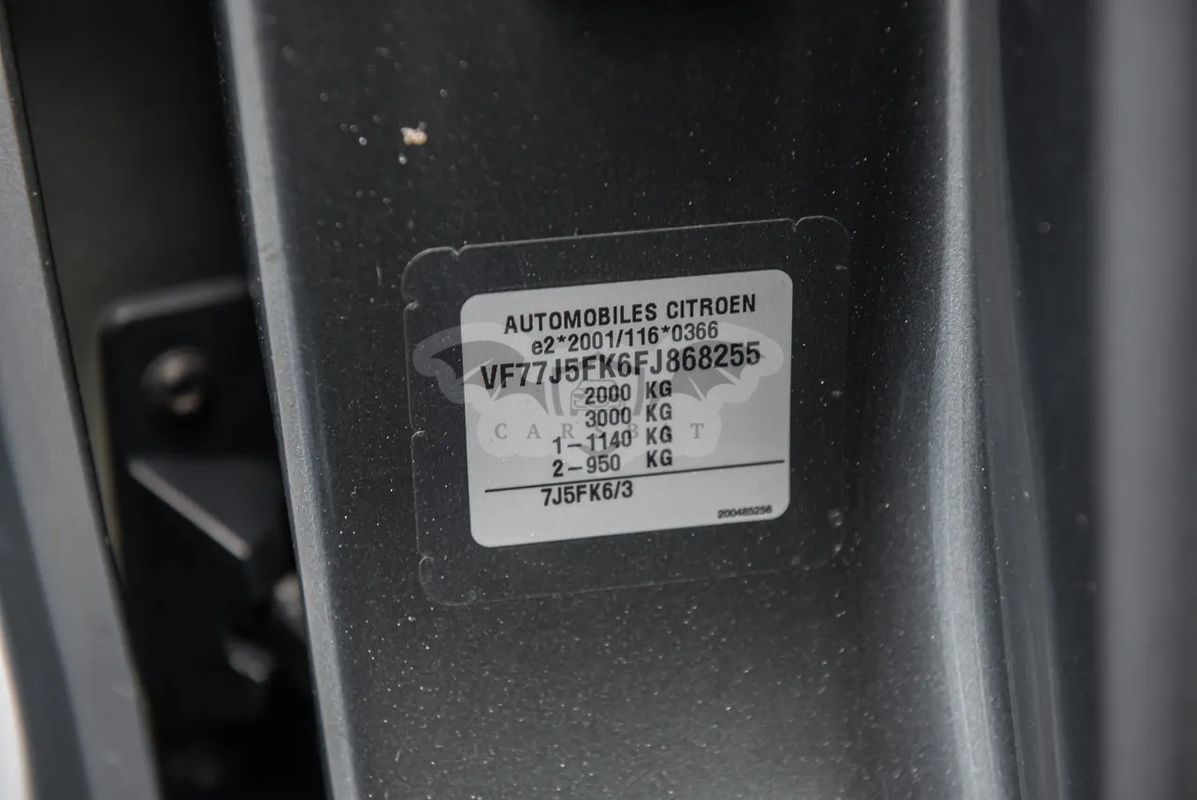 AUTOMOBILES CITROEN
e2*2001/116*0366
VF77J5FK6FJ868255
2000 KG
3000 KG
1-1140 KG
2-950 KG
7J5FK6/3
200485256
CARSBAT